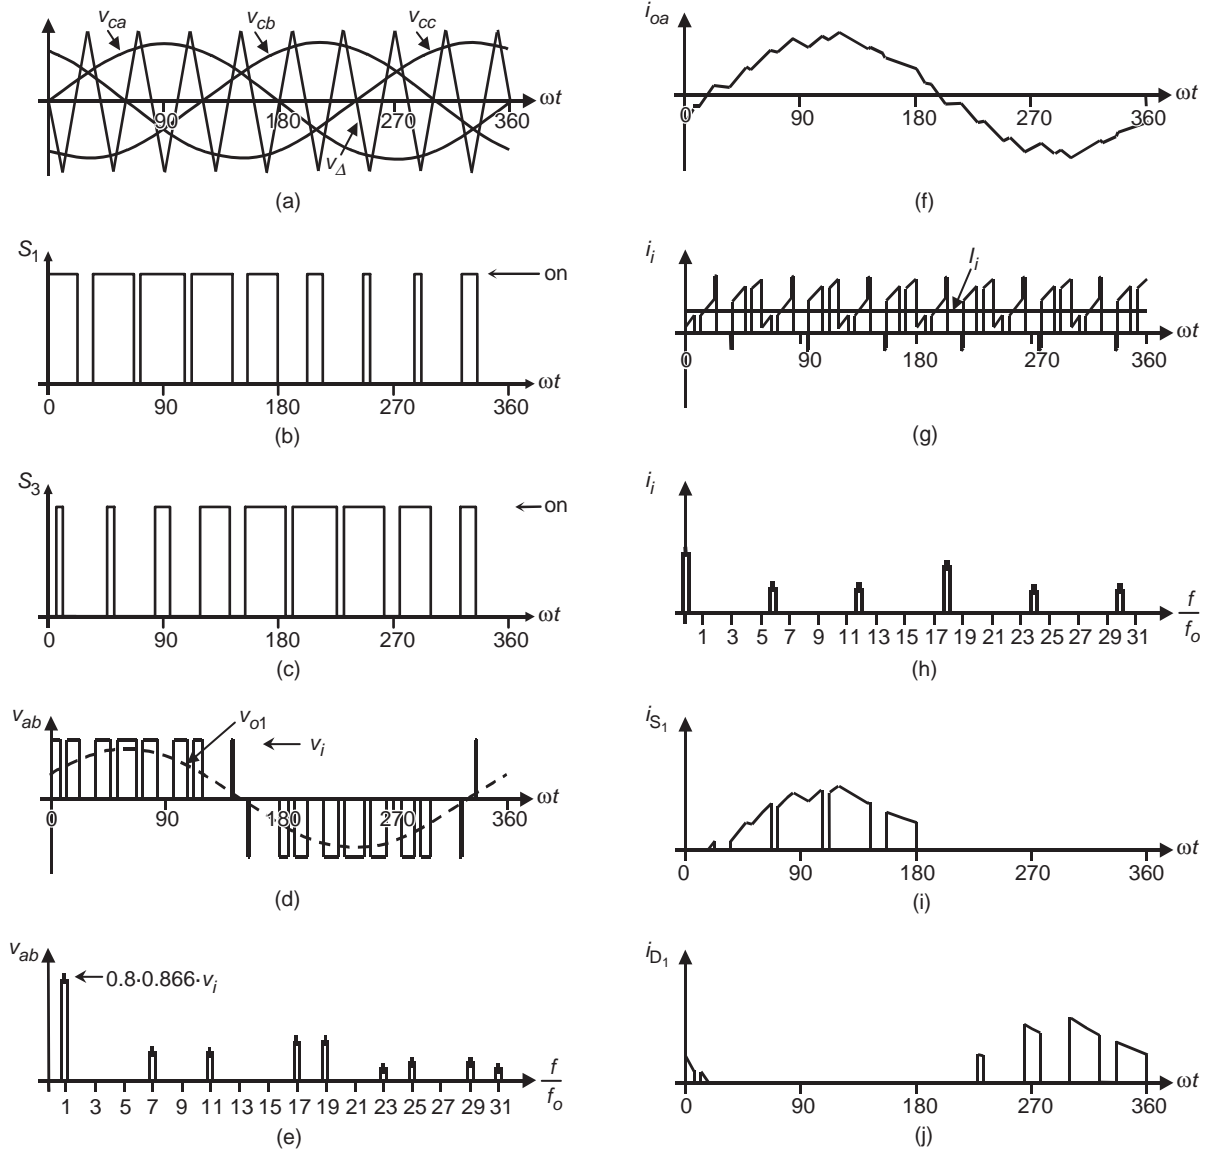 v_ca v_cb v_cc
ωt
90 180 270 360
v_Δ
(a)
S_1
on
ωt
0 90 180 270 360
(b)
S_3
on
ωt
0 90 180 270 360
(c)
v_ab
v_o1
v_i
ωt
0 90 180 270 360
(d)
v_ab
0.8·0.866·v_i
f/f_o
1 3 5 7 9 11 13 15 17 19 21 23 25 27 29 31
(e)
i_oa
ωt
0 90 180 270 360
(f)
i_i
I_i
ωt
0 90 180 270 360
(g)
i_i
f/f_o
1 3 5 7 9 11 13 15 17 19 21 23 25 27 29 31
(h)
i_S1
ωt
0 90 180 270 360
(i)
i_D1
ωt
0 90 180 270 360
(j)